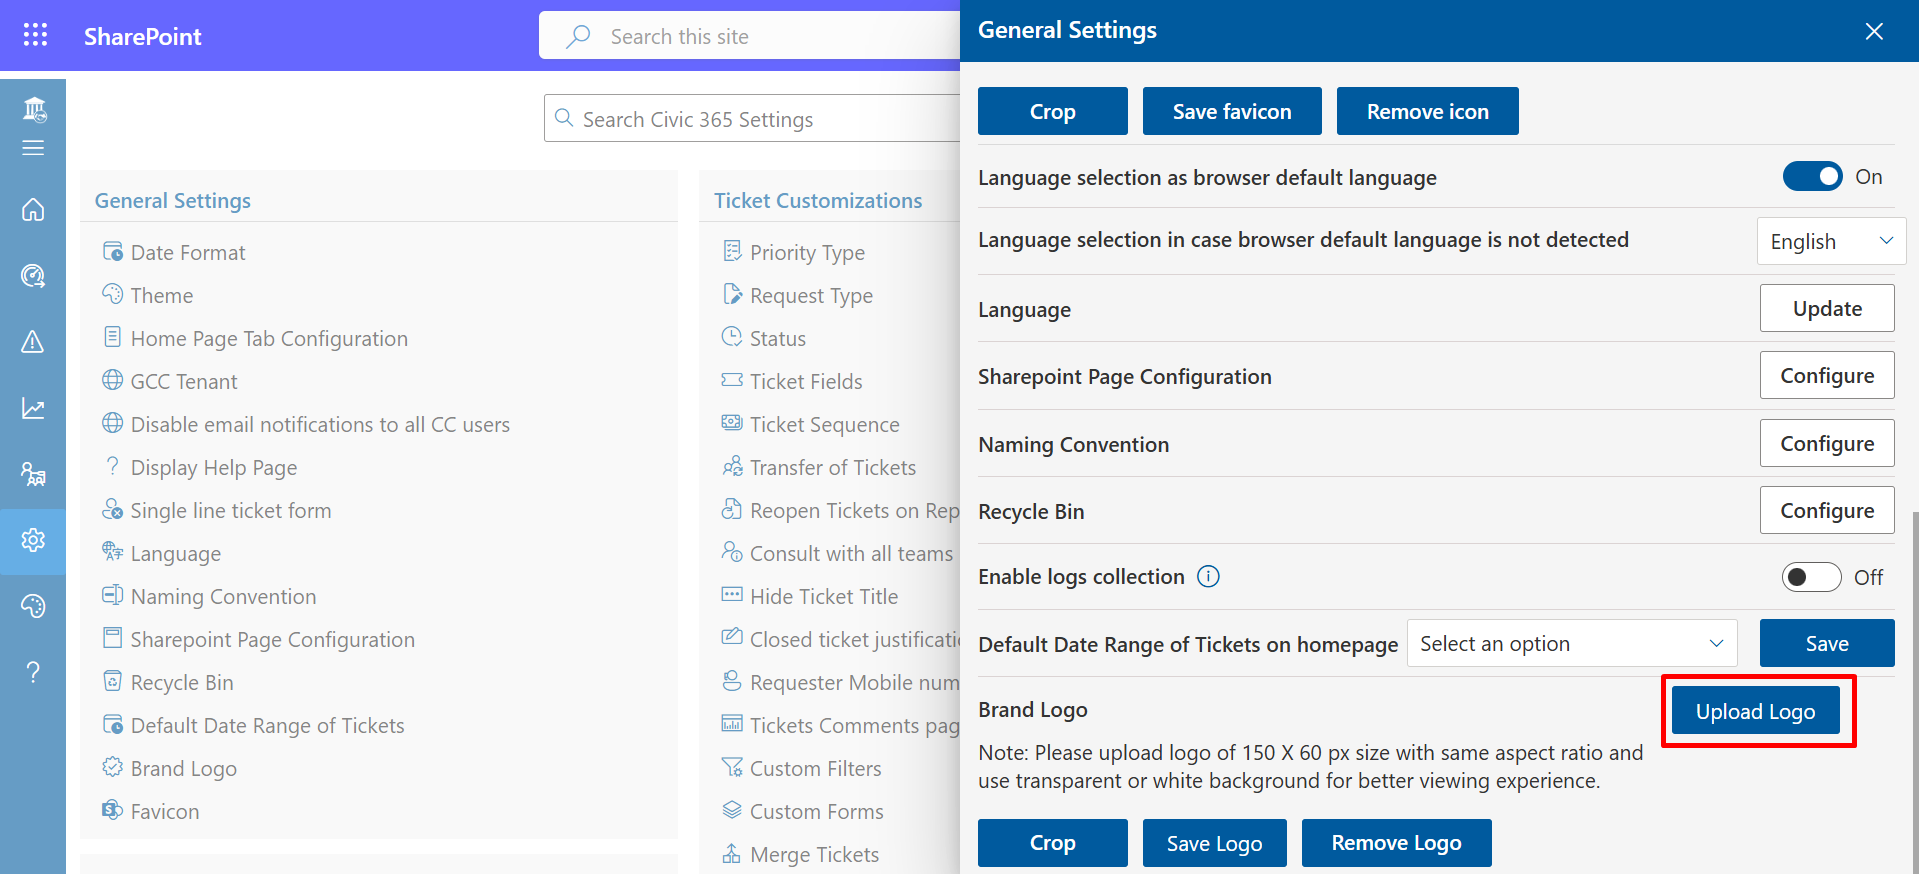 SharePoint
Search this site
Search Civic 365 Settings
General Settings
Date Format
Theme
Home Page Tab Configuration
GCC Tenant
Disable email notifications to all CC users
Display Help Page
Single line ticket form
Language
Naming Convention
Sharepoint Page Configuration
Recycle Bin
Default Date Range of Tickets
Brand Logo
Favicon
Ticket Customizations
Priority Type
Request Type
Status
Ticket Fields
Ticket Sequence
Transfer of Tickets
Reopen Tickets on Rep
Consult with all teams
Hide Ticket Title
Closed ticket justificati
Requester Mobile num
Tickets Comments pag
Custom Filters
Custom Forms
Merge Tickets
General Settings
Crop Save favicon Remove icon
Language selection as browser default language On
Language selection in case browser default language is not detected English
Language Update
Sharepoint Page Configuration Configure
Naming Convention Configure
Recycle Bin Configure
Enable logs collection Off
Default Date Range of Tickets on homepage Select an option Save
Brand Logo Upload Logo
Note: Please upload logo of 150 X 60 px size with same aspect ratio and
use transparent or white background for better viewing experience.
Crop Save Logo Remove Logo